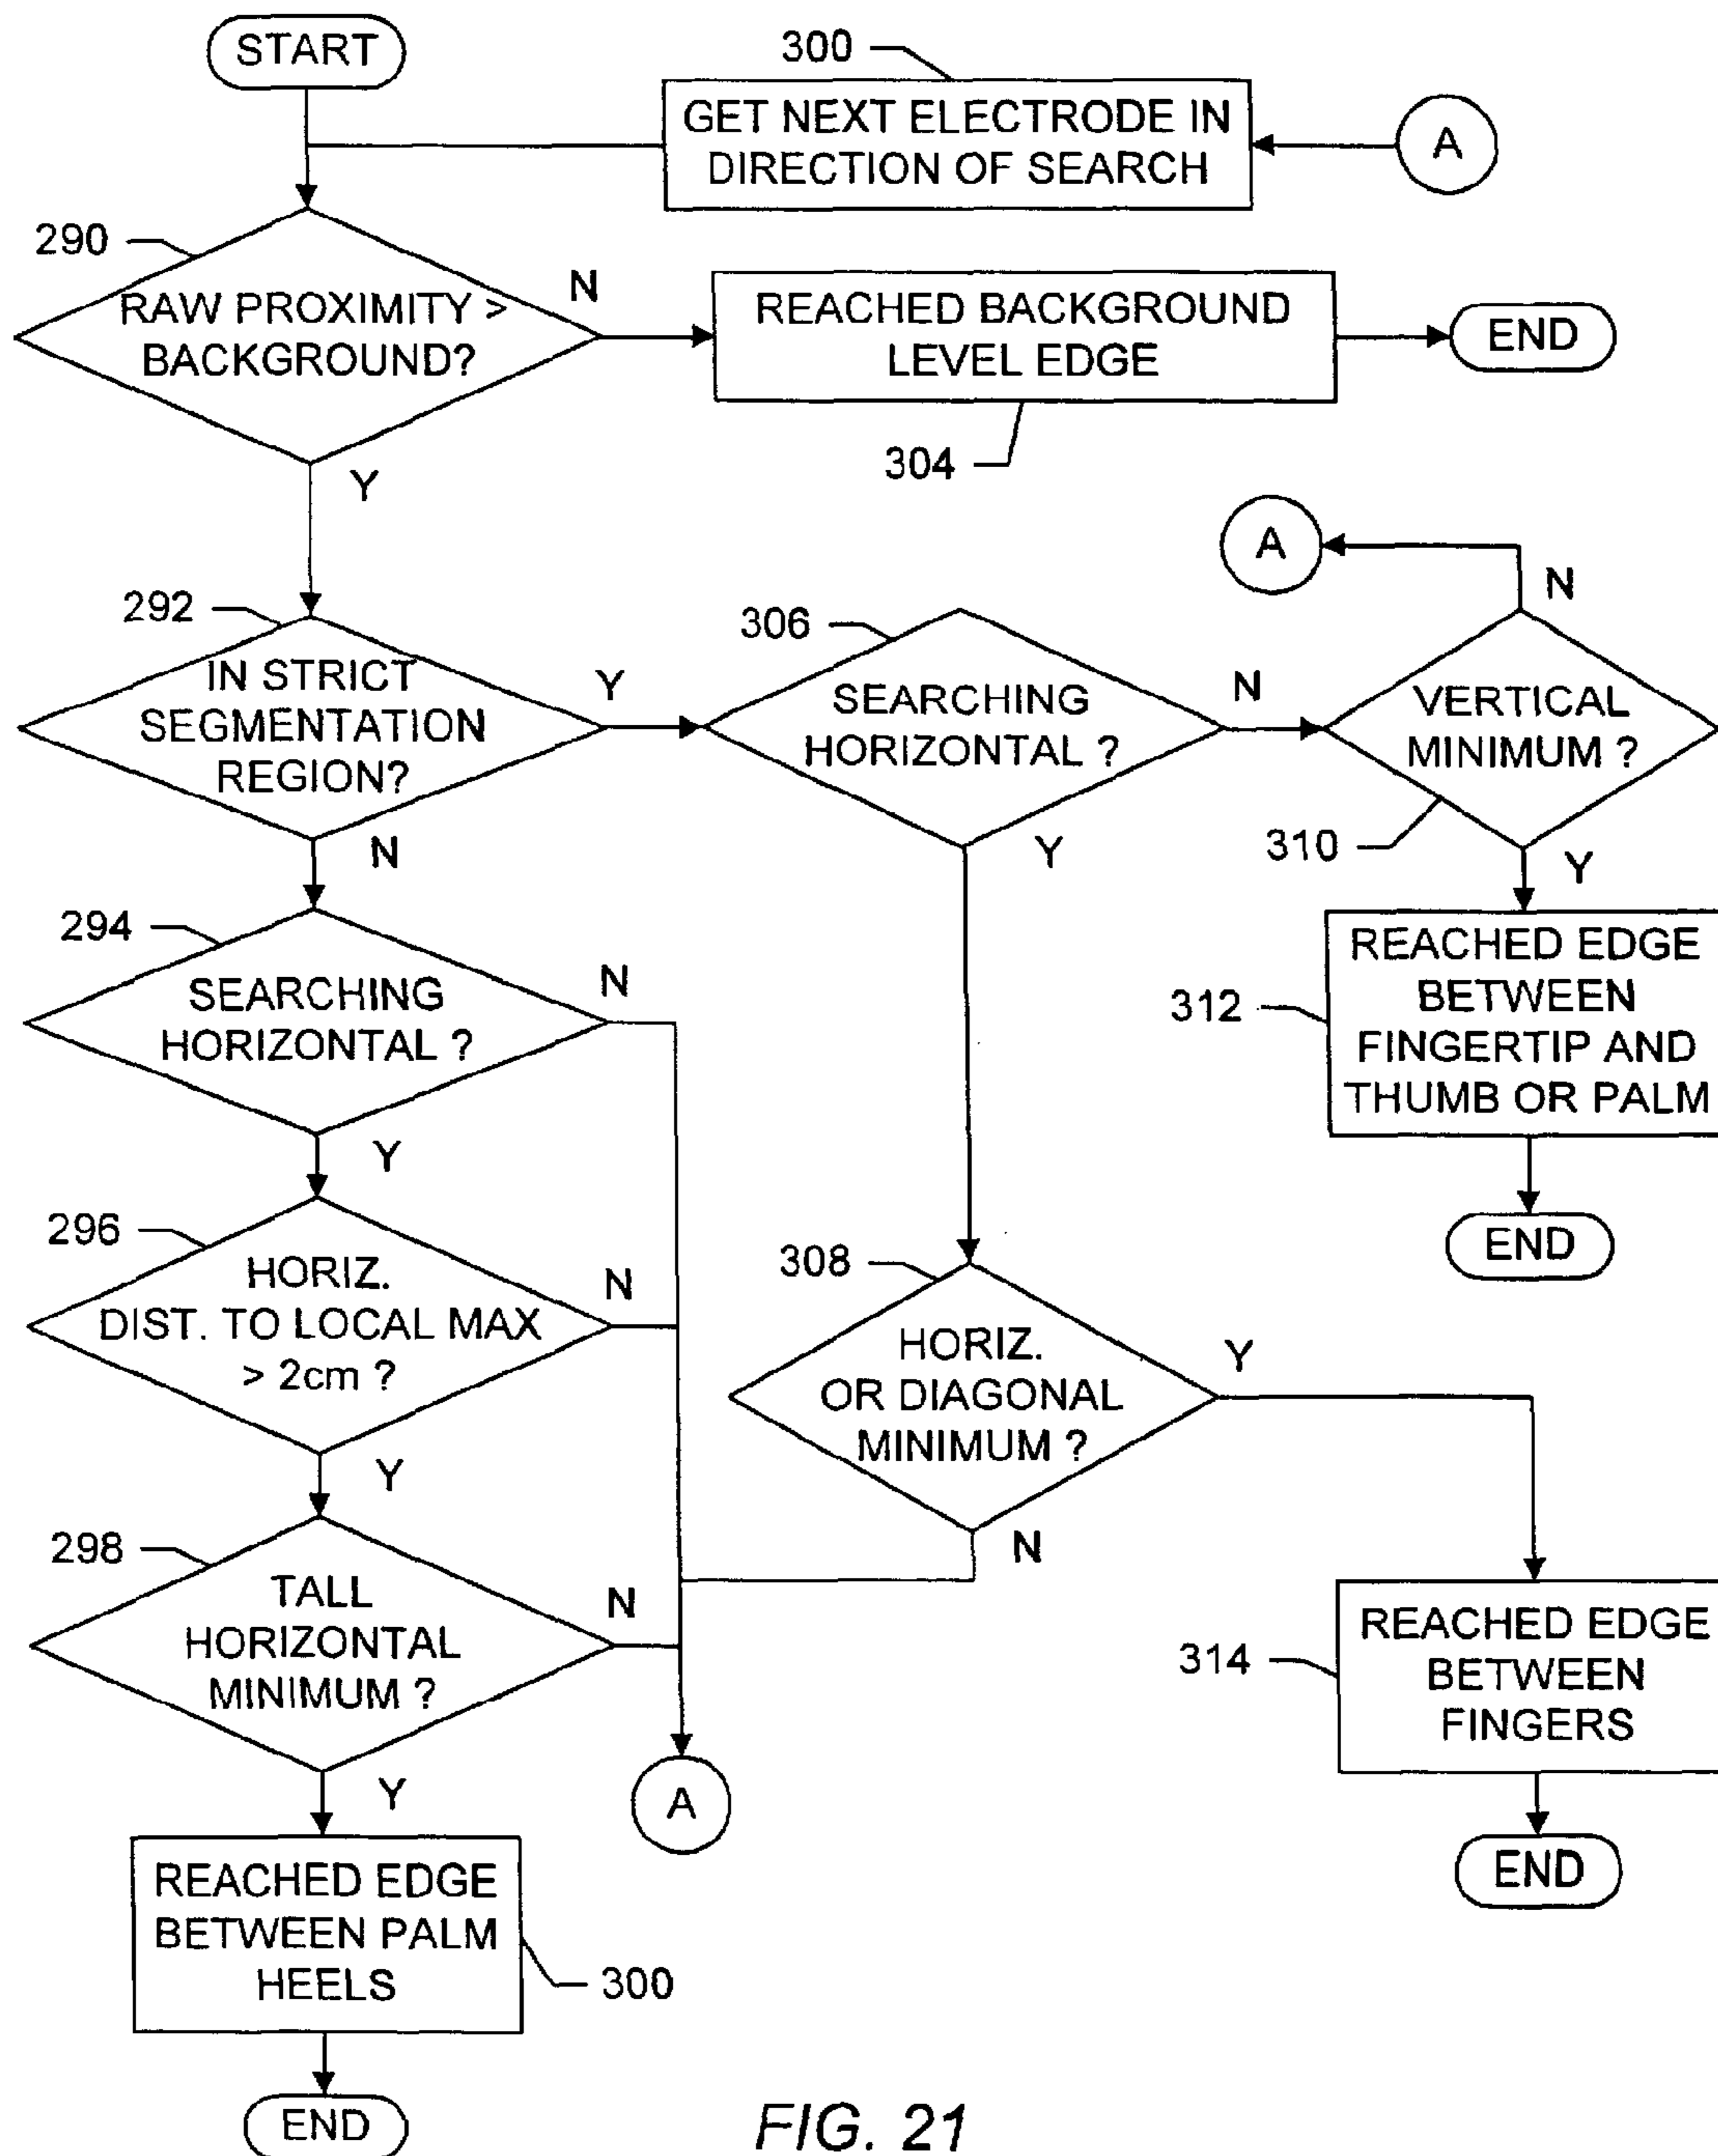 START
300
GET NEXT ELECTRODE IN
DIRECTION OF SEARCH
A
290
RAW PROXIMITY >
BACKGROUND?
N
REACHED BACKGROUND
LEVEL EDGE
END
304
Y
A
N
292
IN STRICT
SEGMENTATION
REGION?
Y
306
SEARCHING
HORIZONTAL ?
N
VERTICAL
MINIMUM ?
310
N
Y
Y
294
SEARCHING
HORIZONTAL ?
N
312
REACHED EDGE
BETWEEN
FINGERTIP AND
THUMB OR PALM
END
Y
296
HORIZ.
DIST. TO LOCAL MAX
> 2cm ?
N
308
HORIZ.
OR DIAGONAL
MINIMUM ?
Y
N
Y
298
TALL
HORIZONTAL
MINIMUM ?
N
314
REACHED EDGE
BETWEEN
FINGERS
END
Y
A
REACHED EDGE
BETWEEN PALM
HEELS
300
END
FIG. 21